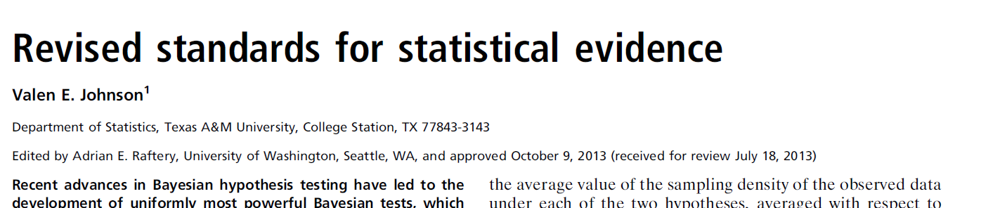 Revised standards for statistical evidence
Valen E. Johnson1
Department of Statistics, Texas A&M University, College Station, TX 77843-3143
Edited by Adrian E. Raftery, University of Washington, Seattle, WA, and approved October 9, 2013 (received for review July 18, 2013)
Recent advances in Bayesian hypothesis testing have led to the
development of uniformly most powerful Bayesian tests, which
the average value of the sampling density of the observed data
under each of the two hypotheses, averaged with respect to